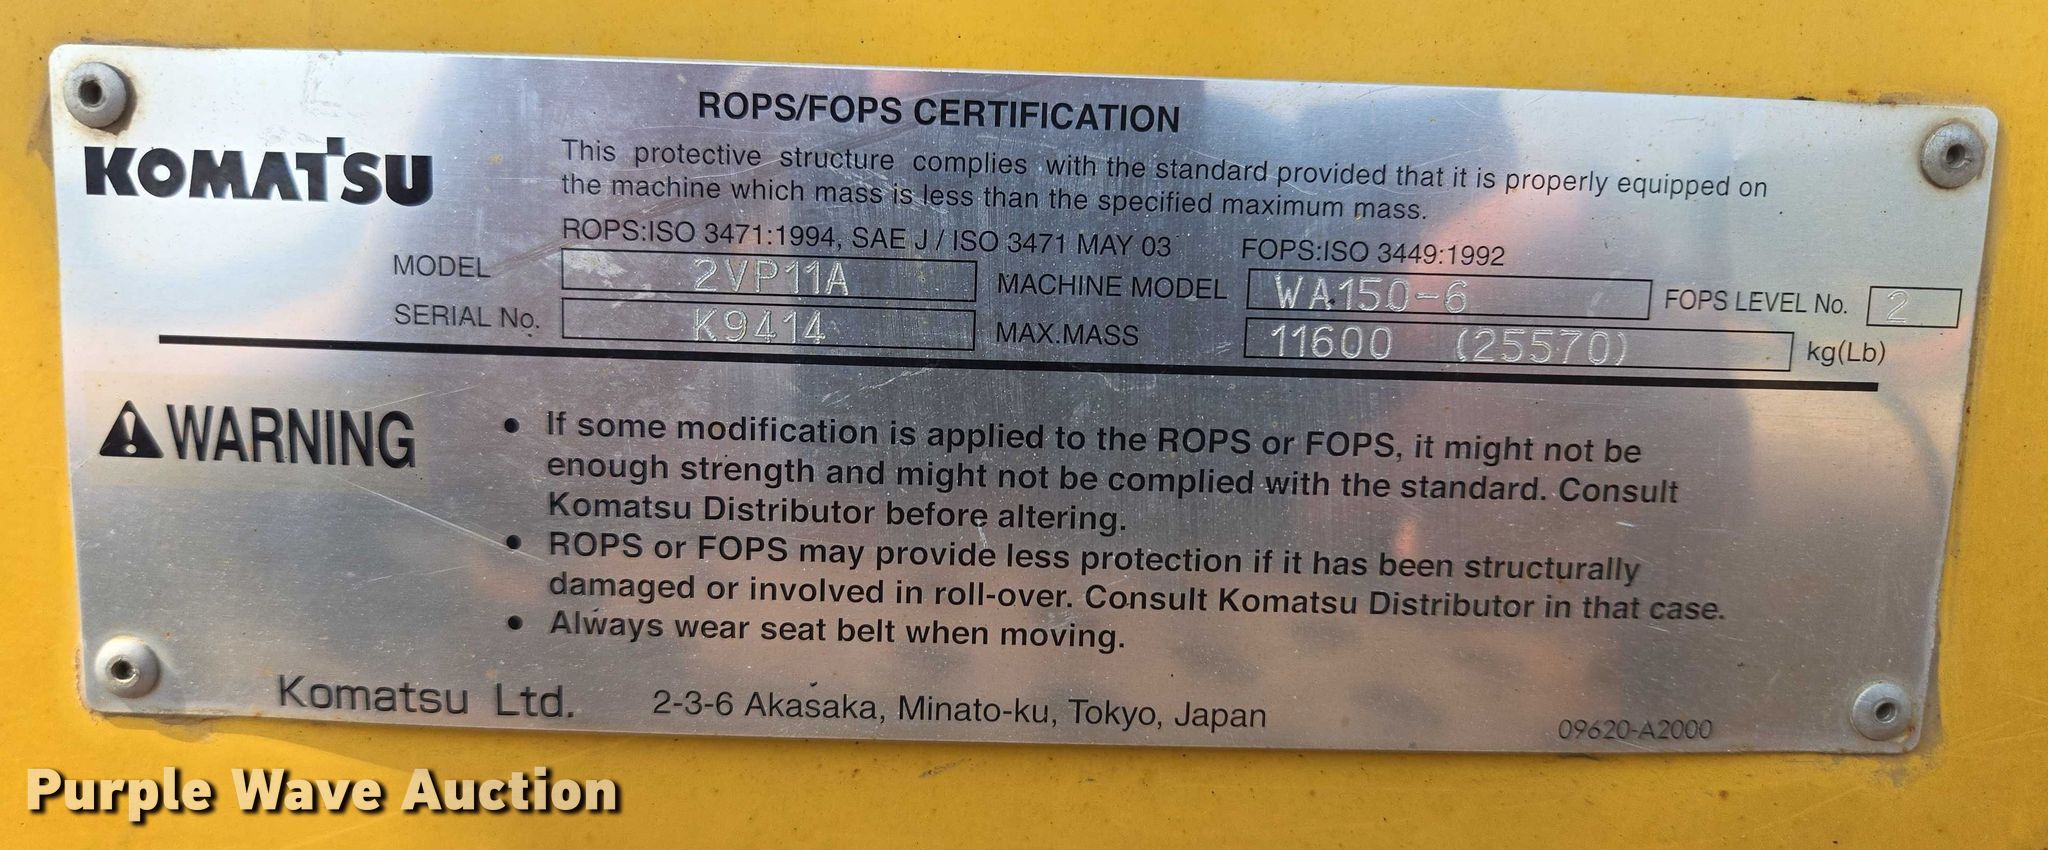 KOMATSU
ROPS/FOPS CERTIFICATION
This protective structure complies with the standard provided that it is properly equipped on
the machine which mass is less than the specified maximum mass.
ROPS:ISO 3471:1994, SAE J / ISO 3471 MAY 03 FOPS:ISO 3449:1992
MODEL 2VP11A MACHINE MODEL WA150-6 FOPS LEVEL No. 2
SERIAL No. K9414 MAX.MASS 11600 (25570) kg(Lb)
WARNING
• If some modification is applied to the ROPS or FOPS, it might not be
enough strength and might not be complied with the standard. Consult
Komatsu Distributor before altering.
• ROPS or FOPS may provide less protection if it has been structurally
damaged or involved in roll-over. Consult Komatsu Distributor in that case.
• Always wear seat belt when moving.
Komatsu Ltd. 2-3-6 Akasaka, Minato-ku, Tokyo, Japan
09620-A2000
Purple Wave Auction